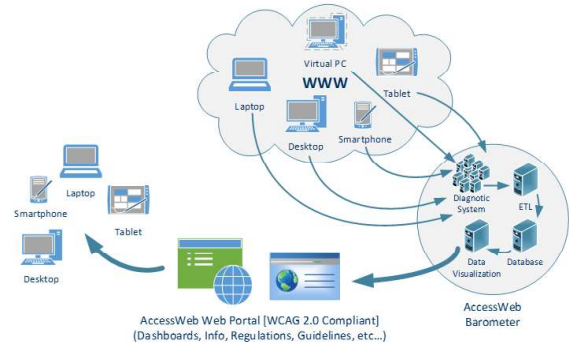 Virtual PC
WWW
Tablet
Laptop
Desktop
Smartphone
Laptop
Smartphone
Tablet
Desktop
Diagnostic
System
ETL
Data
Visualization
Database
AccessWeb
Barometer
AccessWeb Web Portal [WCAG 2.0 Compliant]
(Dashboards, Info, Regulations, Guidelines, etc...)